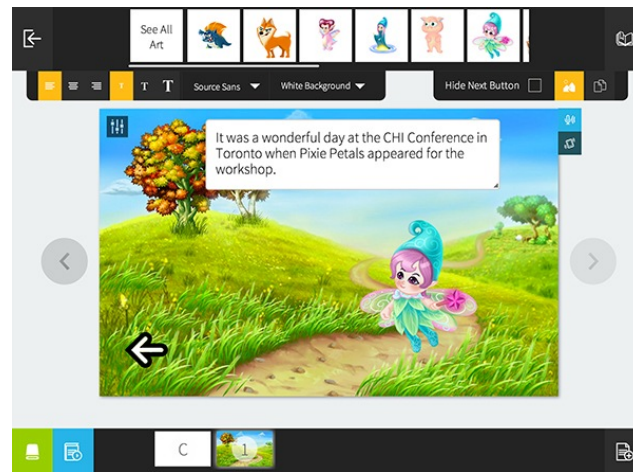 See All
Art
T T T Source Sans White Background Hide Next Button
It was a wonderful day at the CHI Conference in
Toronto when Pixie Petals appeared for the
workshop.
C 1